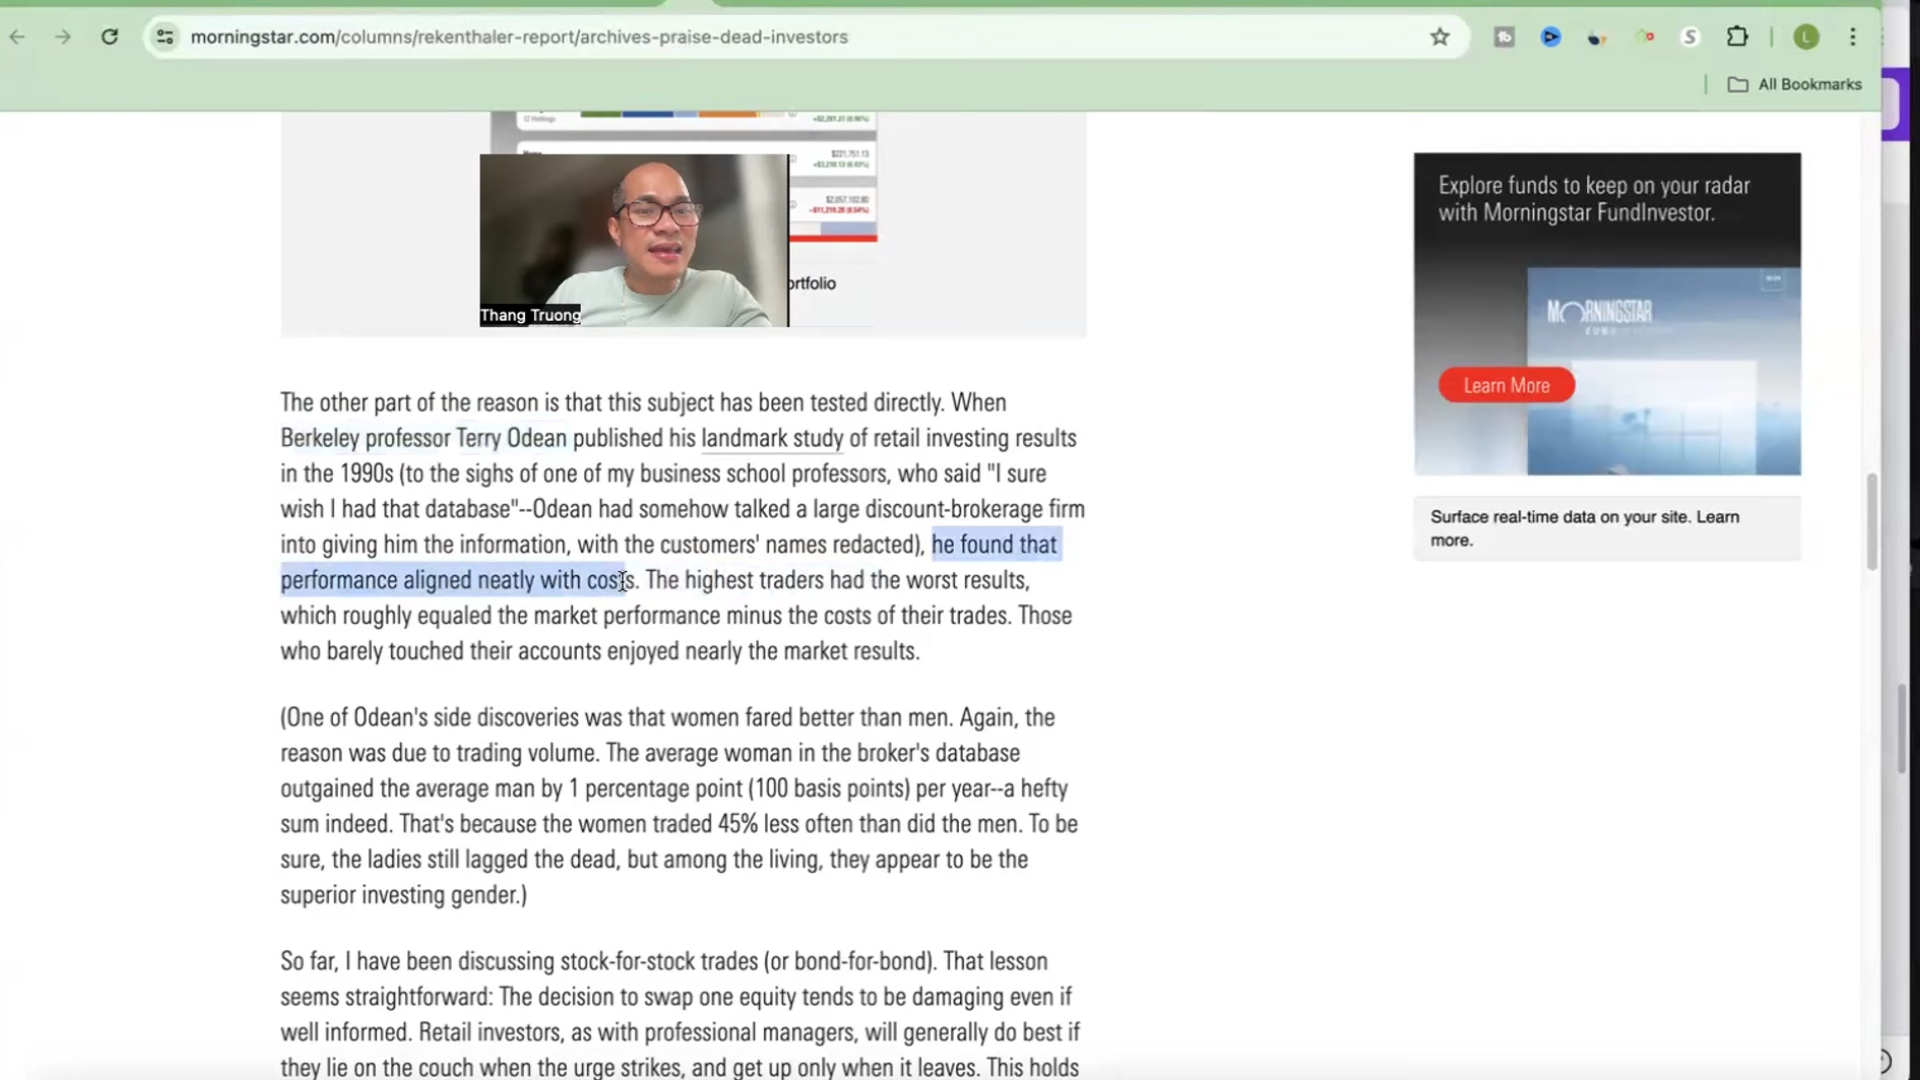 morningstar.com/columns/rekenthaler-report/archives-praise-dead-investors
L
All Bookmarks
12 Holdings
$221,751.13
$2,057,102.80
ortfolio
Thang Truong
Explore funds to keep on your radar
with Morningstar FundInvestor.
MORNINGSTAR
Learn More
Surface real-time data on your site. Learn
more.
The other part of the reason is that this subject has been tested directly. When
Berkeley professor Terry Odean published his landmark study of retail investing results
in the 1990s (to the sighs of one of my business school professors, who said "I sure
wish I had that database"--Odean had somehow talked a large discount-brokerage firm
into giving him the information, with the customers' names redacted), he found that
performance aligned neatly with costs. The highest traders had the worst results,
which roughly equaled the market performance minus the costs of their trades. Those
who barely touched their accounts enjoyed nearly the market results.
(One of Odean's side discoveries was that women fared better than men. Again, the
reason was due to trading volume. The average woman in the broker's database
outgained the average man by 1 percentage point (100 basis points) per year--a hefty
sum indeed. That's because the women traded 45% less often than did the men. To be
sure, the ladies still lagged the dead, but among the living, they appear to be the
superior investing gender.)
So far, I have been discussing stock-for-stock trades (or bond-for-bond). That lesson
seems straightforward: The decision to swap one equity tends to be damaging even if
well informed. Retail investors, as with professional managers, will generally do best if
they lie on the couch when the urge strikes, and get up only when it leaves. This holds